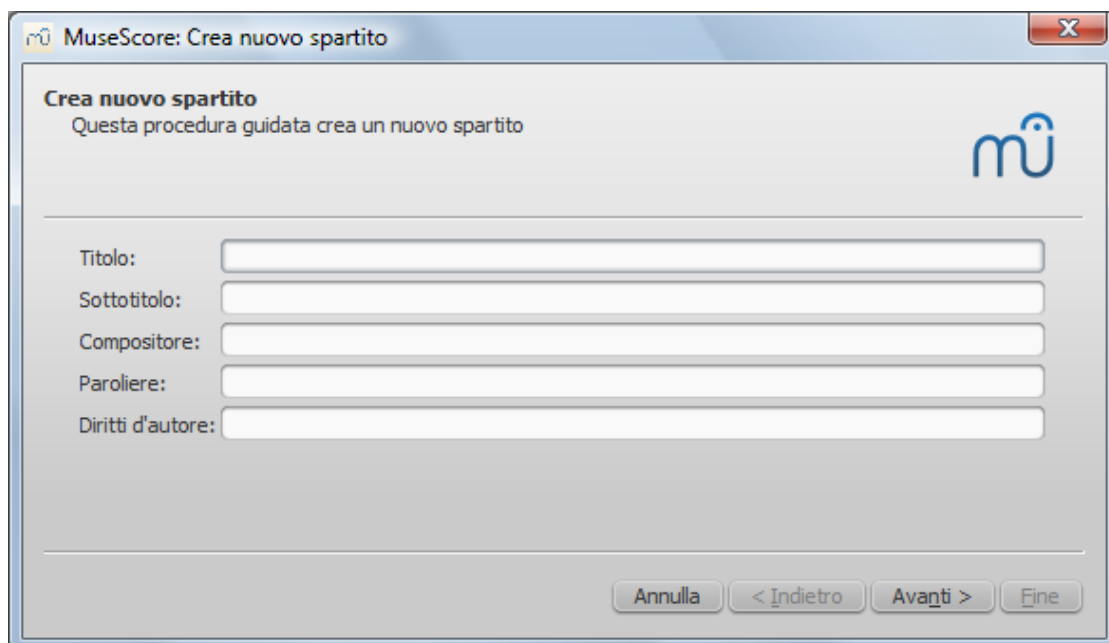 MuseScore: Crea nuovo spartito
Crea nuovo spartito
Questa procedura guidata crea un nuovo spartito
Titolo:
Sottotitolo:
Compositore:
Paroliere:
Diritti d'autore:
Annulla < Indietro Avanti > Fine